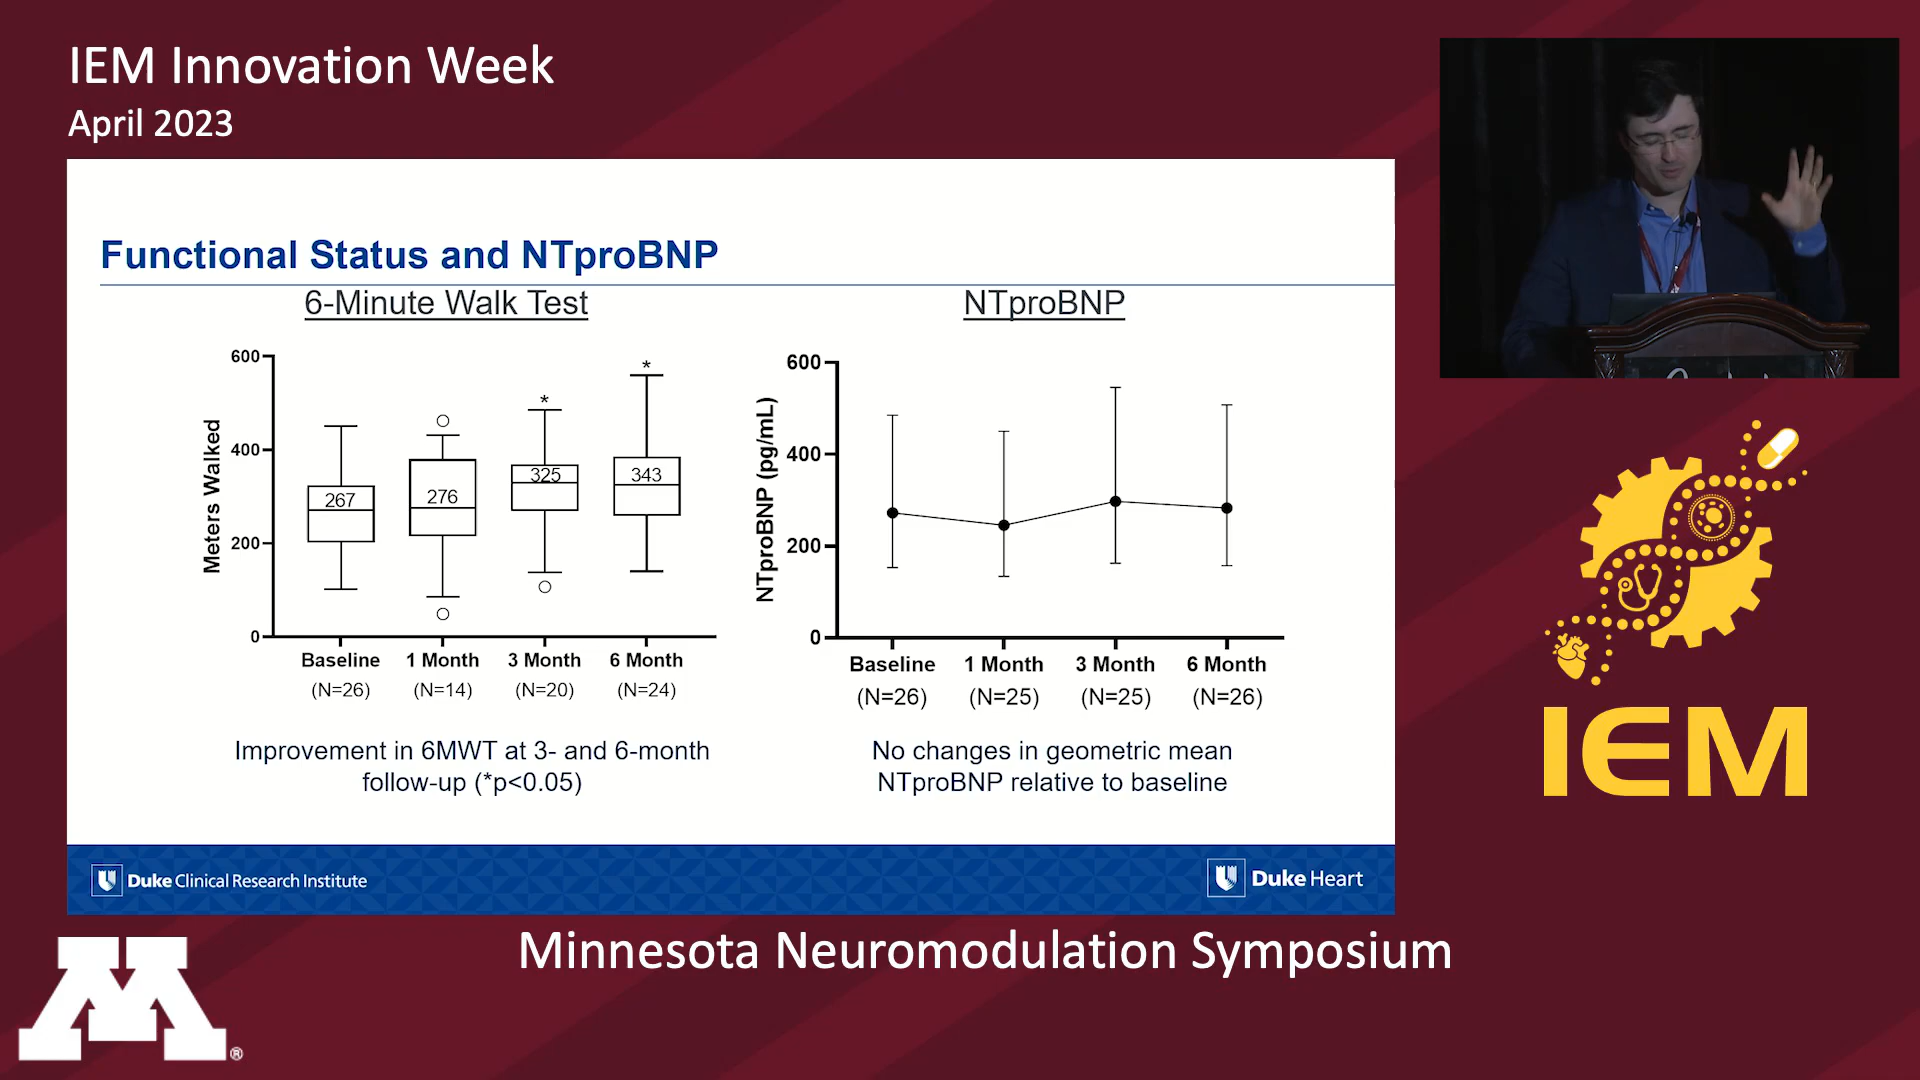 IEM Innovation Week
April 2023
Functional Status and NTproBNP
6-Minute Walk Test
600
400
200
0
Meters Walked
267
276
325
343
*
*
Baseline
1 Month
3 Month
6 Month
(N=26)
(N=14)
(N=20)
(N=24)
Improvement in 6MWT at 3- and 6-month
follow-up (*p<0.05)
NTproBNP
600
400
200
0
NTproBNP (pg/mL)
Baseline
1 Month
3 Month
6 Month
(N=26)
(N=25)
(N=25)
(N=26)
No changes in geometric mean
NTproBNP relative to baseline
Duke Clinical Research Institute
Duke Heart
IEM
Minnesota Neuromodulation Symposium
M®